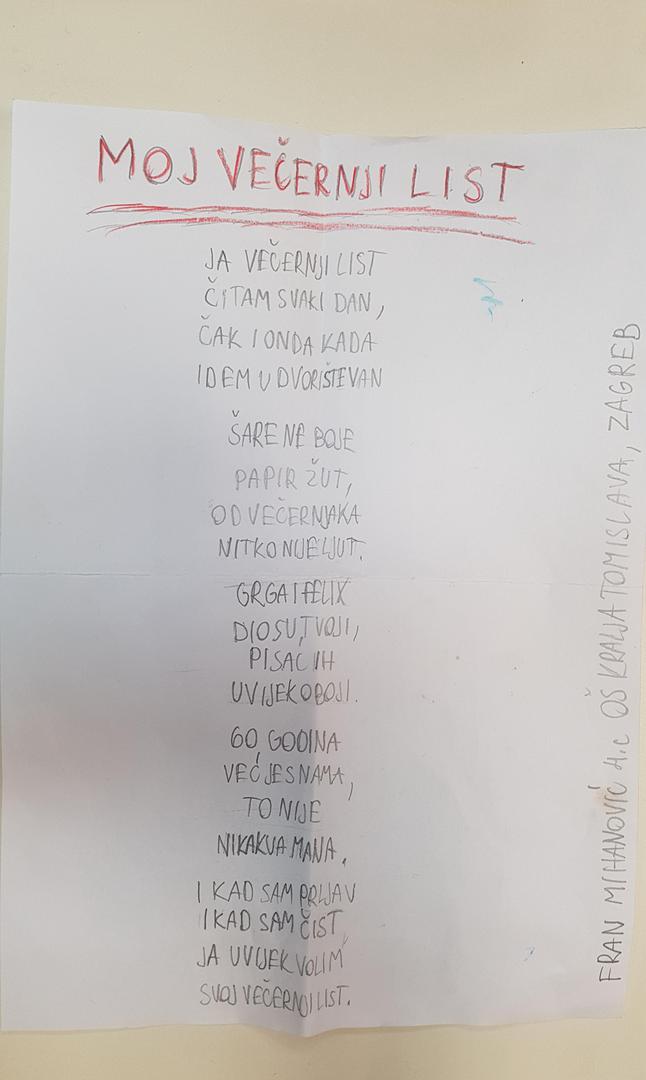 MOJ VEČERNJI LIST
JA VEČERNJI LIST
ČITAM SVAKI DAN,
ČAK I ONDA KADA
IDEM U DVORIŠTE VAN
ŠARENE BOJE
PAPIR ŽUT,
OD VEČERNJAKA
NITKO NIJE LJUT.
GRGA I FELIX
DIO SU TVOJI,
PISAC IH
UVIJEK OBOJI.
60 GODINA
VEĆ JE S NAMA,
TO NIJE
NIKAKVA MANA.
I KAD SAM PRLJAV
I KAD SAM ČIST
JA UVIJEK VOLIM
SVOJ VEČERNJI LIST.
FRAN MIHANOVIĆ 4.c OŠ KRALJA TOMISLAVA, ZAGREB